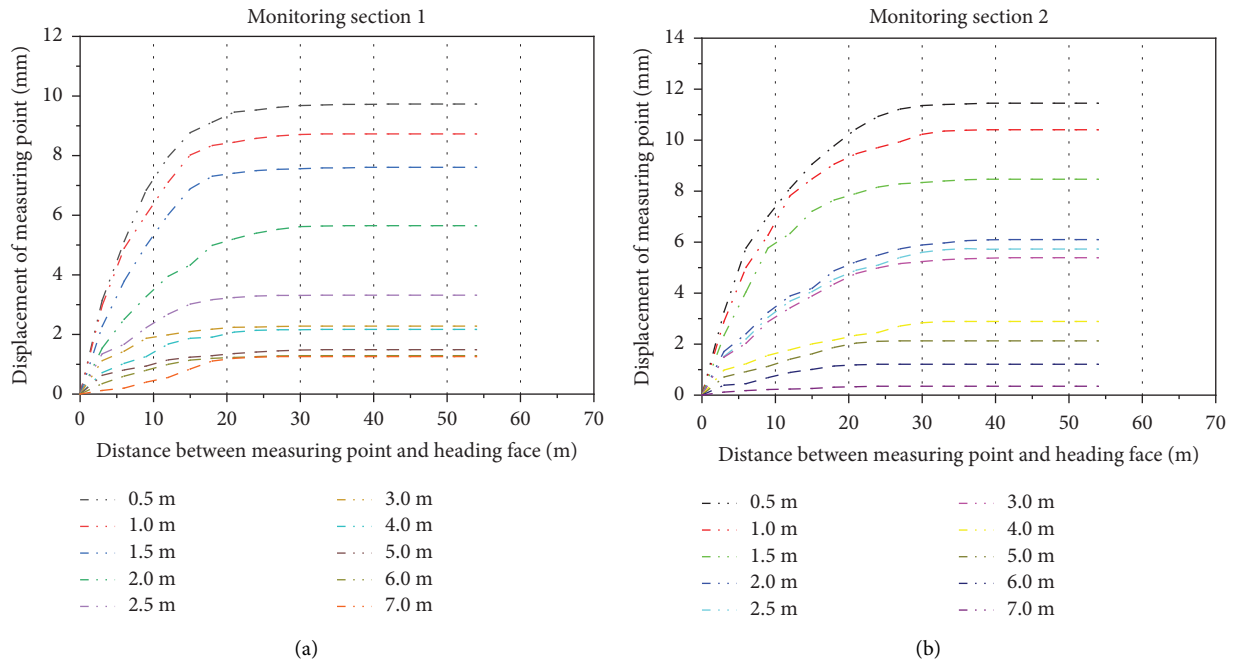 Monitoring section 1
12
10
8
6
4
2
0
Displacement of measuring point (mm)
0 10 20 30 40 50 60 70
Distance between measuring point and heading face (m)
0.5 m 3.0 m
1.0 m 4.0 m
1.5 m 5.0 m
2.0 m 6.0 m
2.5 m 7.0 m
(a)
Monitoring section 2
14
12
10
8
6
4
2
0
Displacement of measuring point (mm)
0 10 20 30 40 50 60 70
Distance between measuring point and heading face (m)
0.5 m 3.0 m
1.0 m 4.0 m
1.5 m 5.0 m
2.0 m 6.0 m
2.5 m 7.0 m
(b)